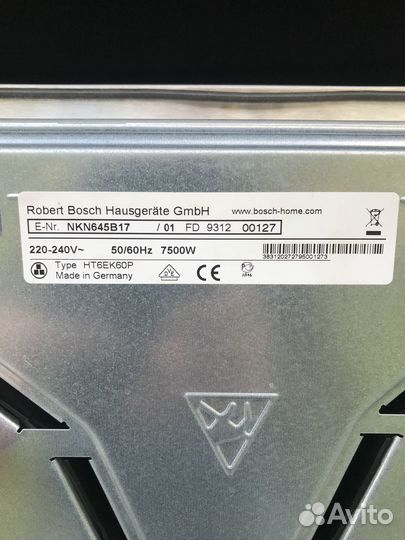 Robert Bosch Hausgeräte GmbH www.bosch-home.com
E-Nr. NKN645B17 / 01 FD 9312 00127
220-240V~ 50/60Hz 7500W
383120272795001273
Type HT6EK60P
Made in Germany
Avito